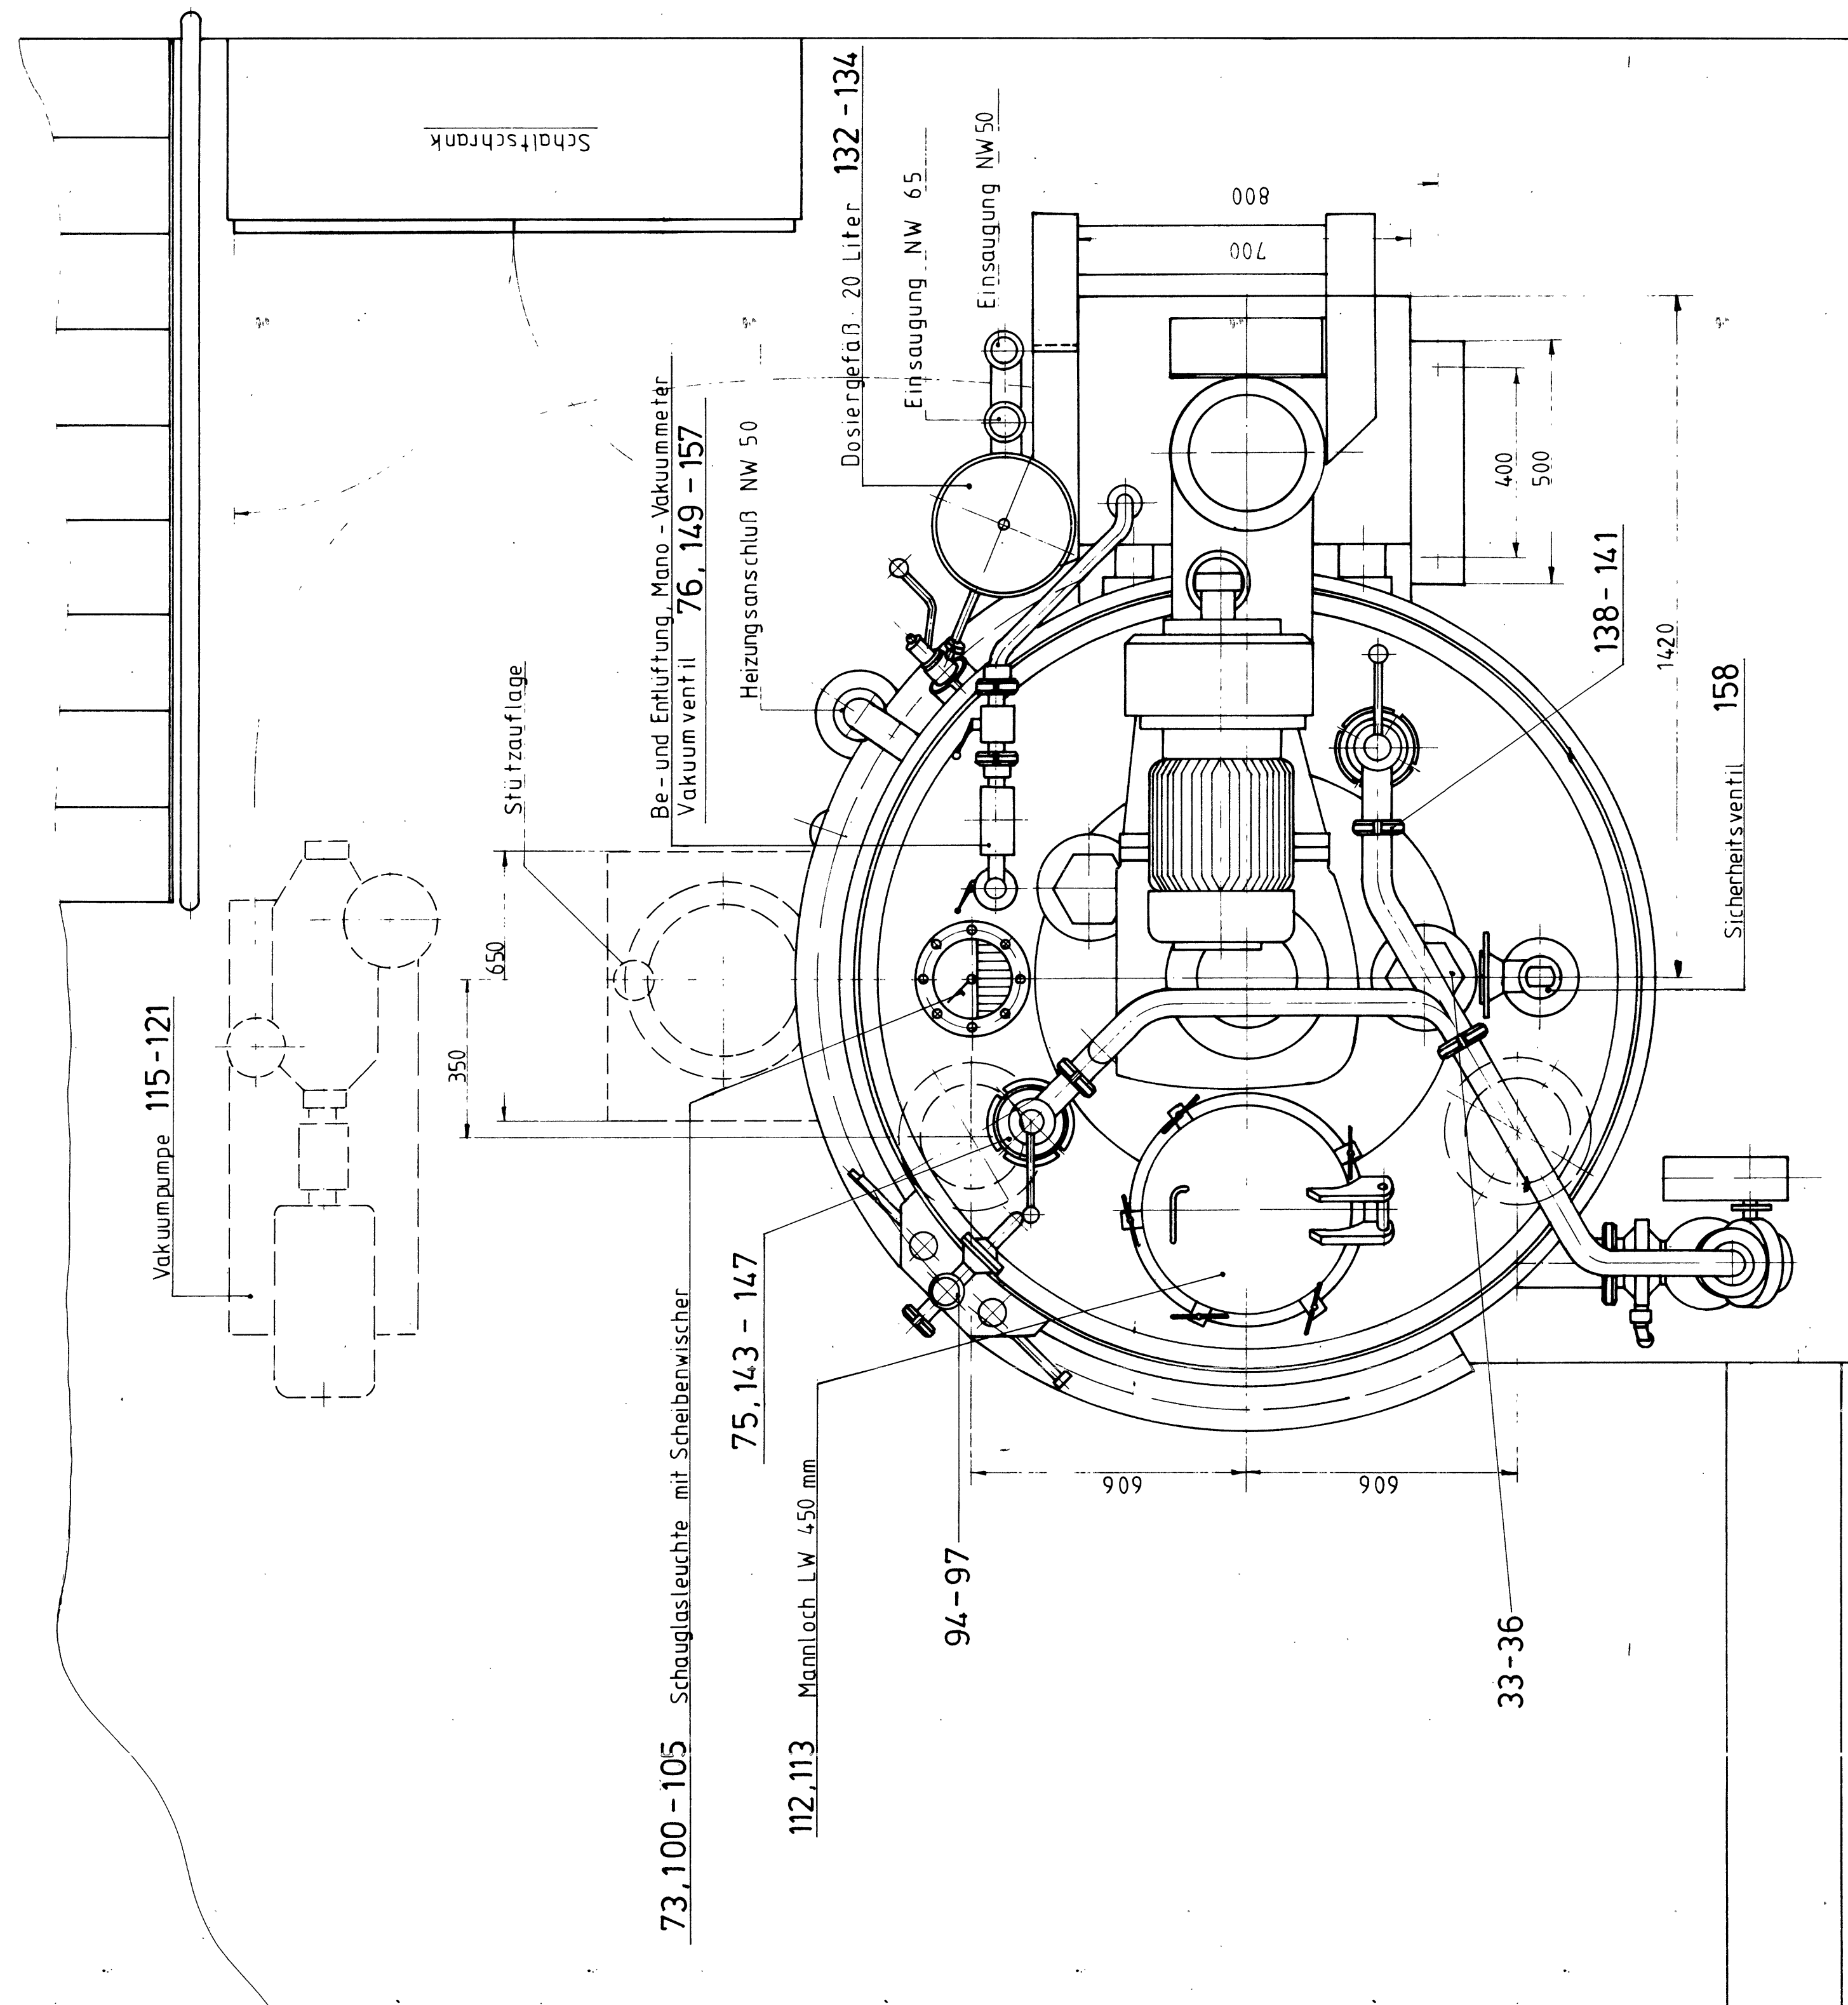 Schaltschrank
Dosiergefäß 20 Liter 132-134
Einsaugung NW 65
Einsaugung NW 50
Be- und Entlüftung, Mano-Vakuummeter
Vakuumventil 76, 149-157
Heizungsanschluß NW 50
Stützauflage
Vakuumpumpe 115-121
650
350
800
700
400
500
1420
138-141
Sicherheitsventil 158
73, 100-105 Schauglasleuchte mit Scheibenwischer
75, 143-147
112, 113 Mannloch LW 450 mm
94-97
33-36
606
606